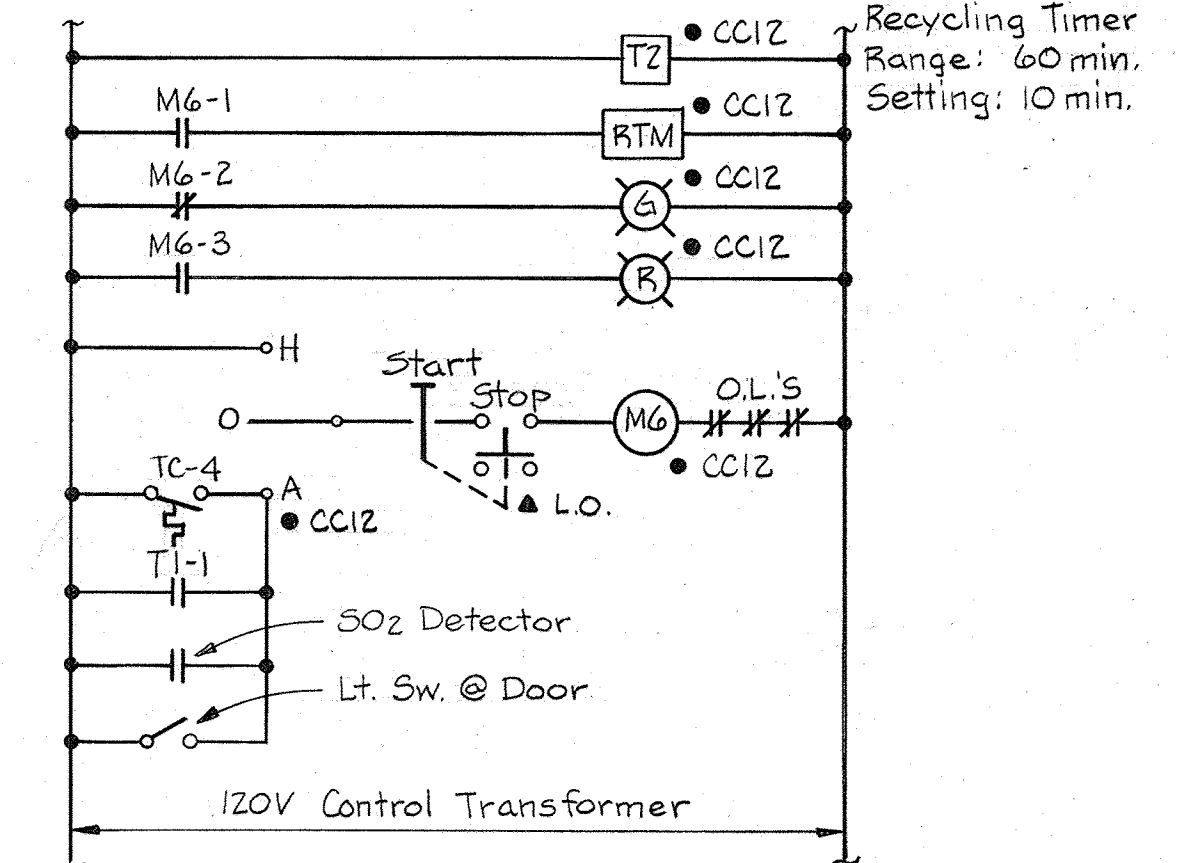 Recycling Timer
Range: 60 min.
Setting: 10 min.
T2 ● CC12
M6-1
RTM ● CC12
M6-2
G ● CC12
M6-3
R ● CC12
H
Start
Stop
O.L.'S
O
M6
● CC12
L.O.
TC-4
A
● CC12
T1-1
SO2 Detector
Lt. Sw. @ Door
120V Control Transformer